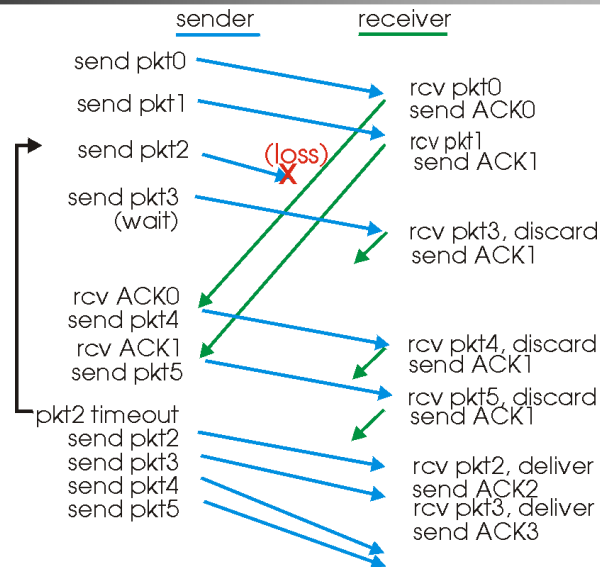 sender
receiver
send pkt0
send pkt1
send pkt2
send pkt3
(wait)
(loss)
X
rcv ACK0
send pkt4
rcv ACK1
send pkt5
pkt2 timeout
send pkt2
send pkt3
send pkt4
send pkt5
rcv pkt0
send ACK0
rcv pkt1
send ACK1
rcv pkt3, discard
send ACK1
rcv pkt4, discard
send ACK1
rcv pkt5, discard
send ACK1
rcv pkt2, deliver
send ACK2
rcv pkt3, deliver
send ACK3